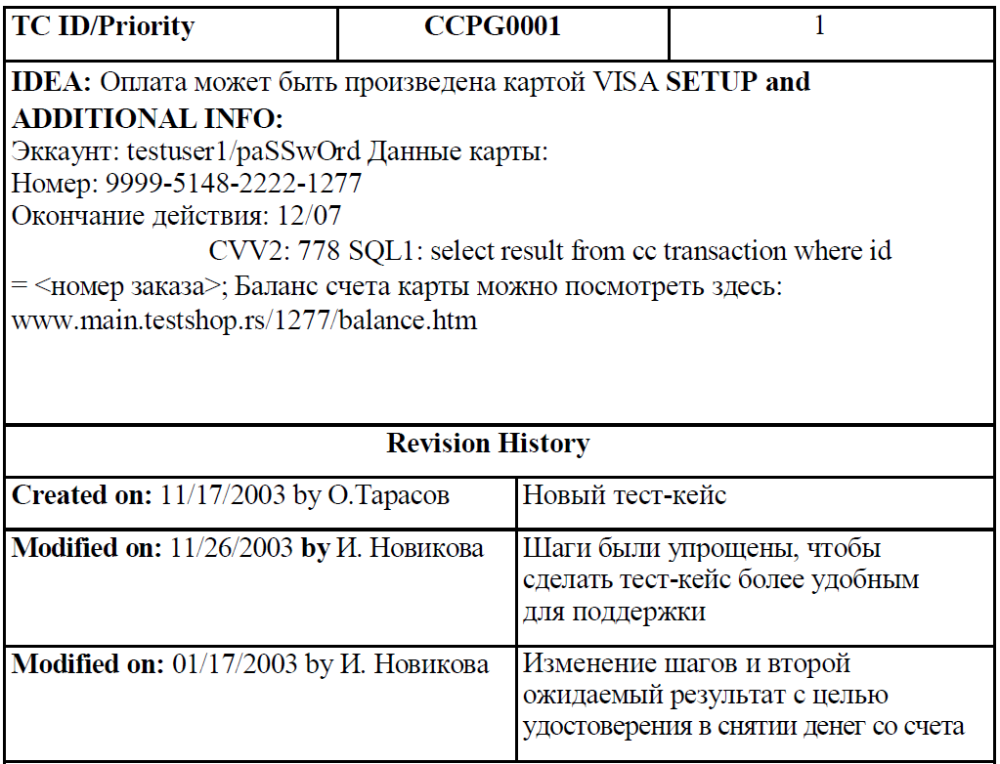 TC ID/Priority CCPG0001 1
IDEA: Оплата может быть произведена картой VISA SETUP and
ADDITIONAL INFO:
Эккаунт: testuser1/paSSwOrd Данные карты:
Номер: 9999-5148-2222-1277
Окончание действия: 12/07
CVV2: 778 SQL1: select result from cc transaction where id
= <номер заказа>; Баланс счета карты можно посмотреть здесь:
www.main.testshop.rs/1277/balance.htm
Revision History
Created on: 11/17/2003 by О.Тарасов
Новый тест-кейс
Modified on: 11/26/2003 by И. Новикова
Шаги были упрощены, чтобы
сделать тест-кейс более удобным
для поддержки
Modified on: 01/17/2003 by И. Новикова
Изменение шагов и второй
ожидаемый результат с целью
удостоверения в снятии денег со счета